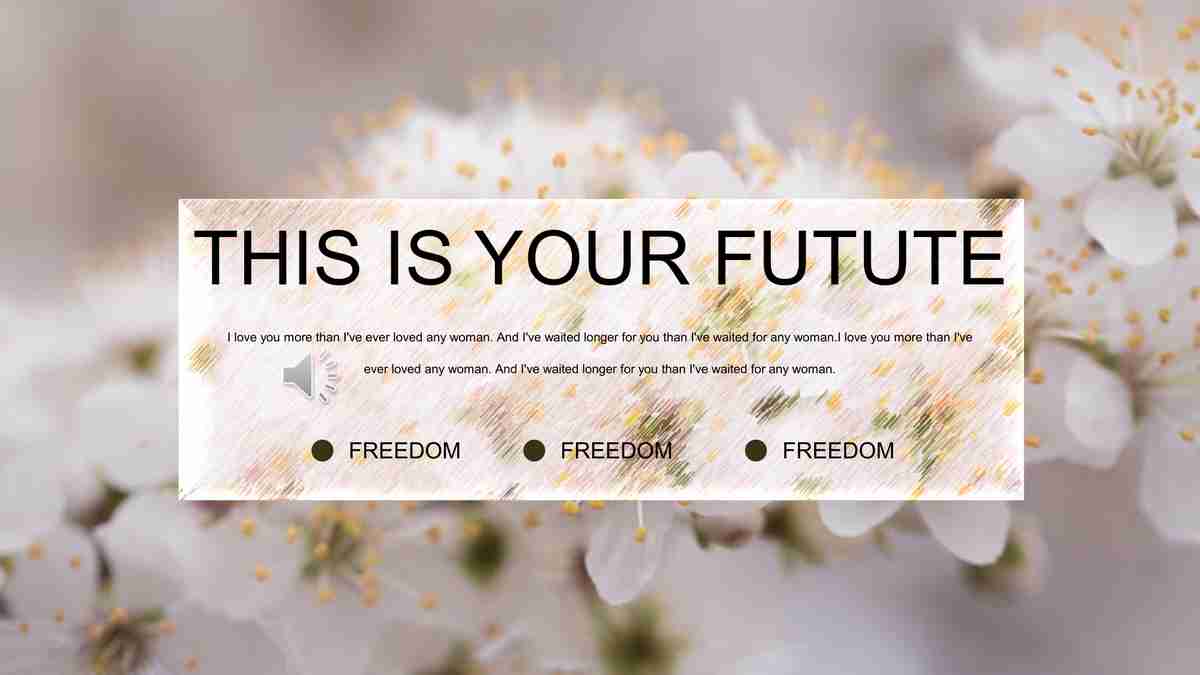 THIS IS YOUR FUTUTE
I love you more than I've ever loved any woman. And I've waited longer for you than I've waited for any woman.I love you more than I've
ever loved any woman. And I've waited longer for you than I've waited for any woman.
FREEDOM FREEDOM FREEDOM